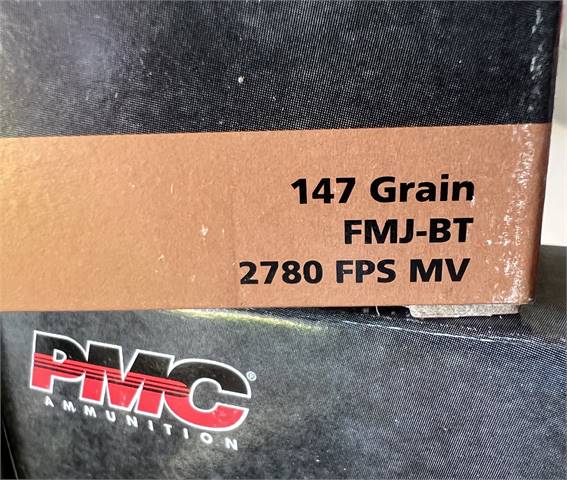 147 Grain
FMJ-BT
2780 FPS MV
PMC®
AMMUNITION